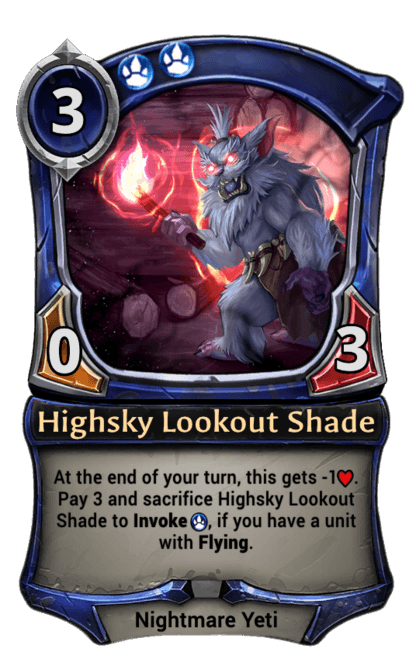 3
0
3
Highsky Lookout Shade
At the end of your turn, this gets -1❤.
Pay 3 and sacrifice Highsky Lookout
Shade to Invoke , if you have a unit
with Flying.
Nightmare Yeti